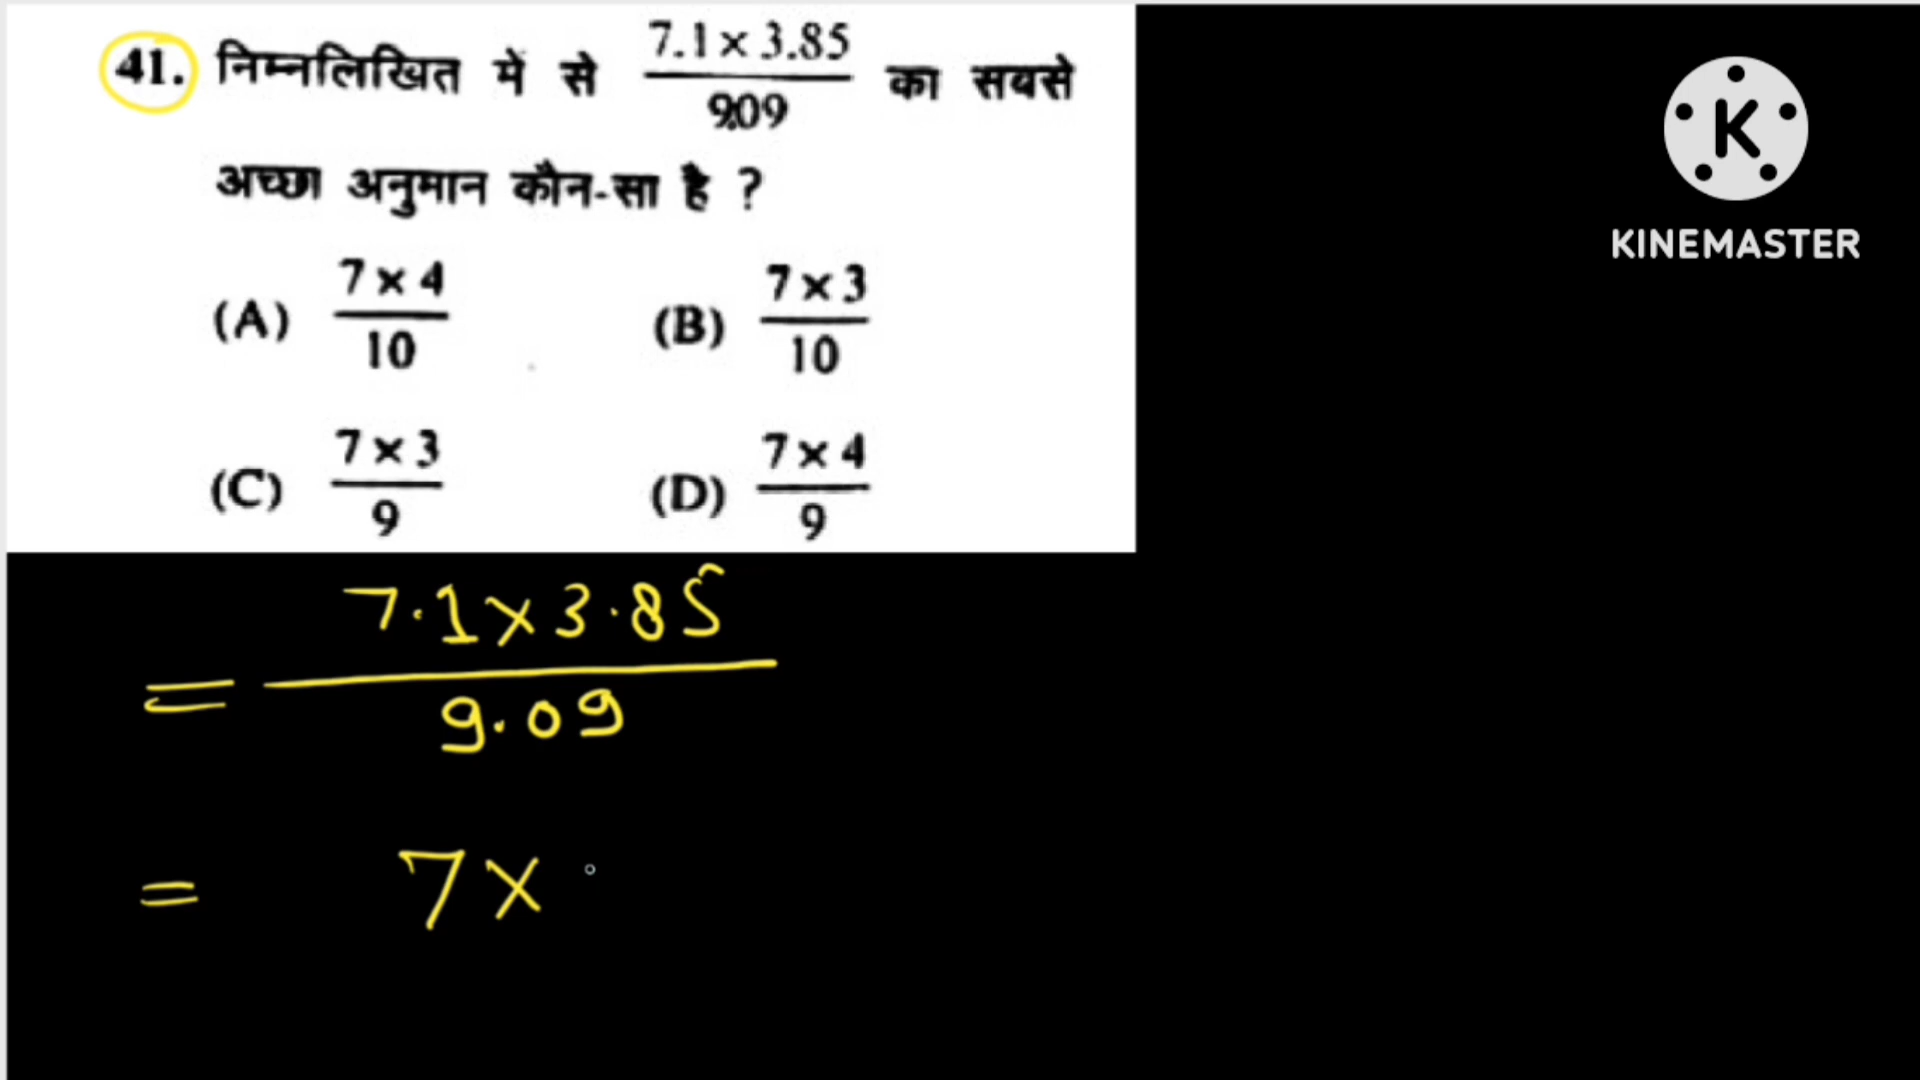 41. निम्नलिखित में से 7.1 × 3.85 / 9.09 का सबसे
अच्छा अनुमान कौन-सा है ?
(A) 7 × 4 / 10 (B) 7 × 3 / 10
(C) 7 × 3 / 9 (D) 7 × 4 / 9
= 7.1 × 3.85 / 9.09
= 7 ×
K
KINEMASTER